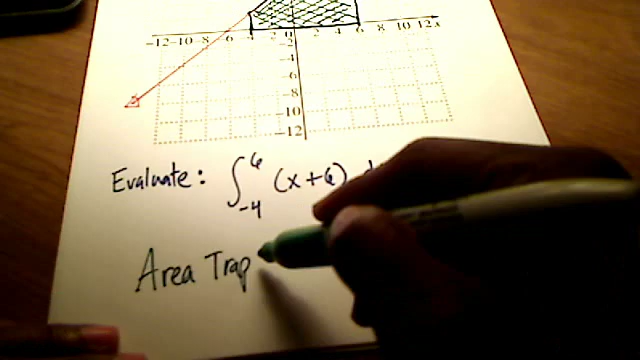 -12 -10 -8 -6 -4 0 2 4 6 8 10 12 x
-2
-4
-6
-8
-10
-12
Evaluate: ∫₋₄⁶ (x+6) d
Area Trap